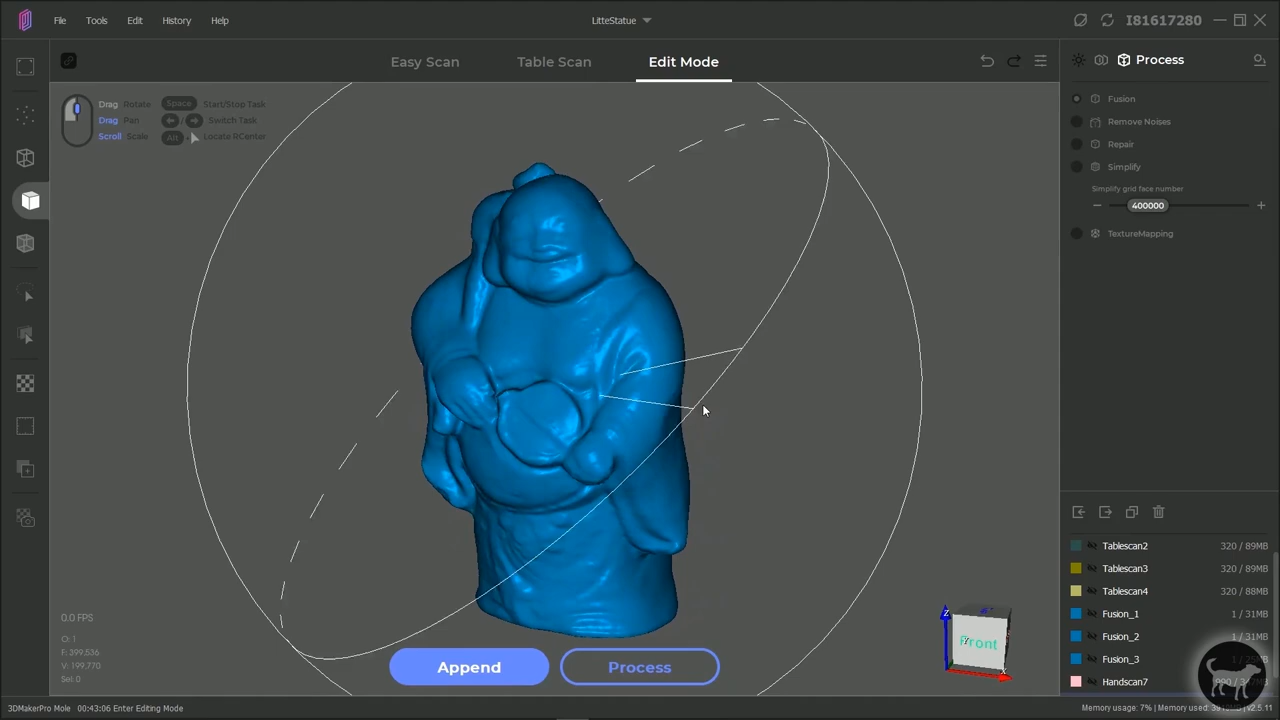 File Tools Edit History Help LitteStatue I81617280
Easy Scan Table Scan Edit Mode Process
Drag Rotate Space Start/Stop Task
Drag Pan Switch Task
Scroll Scale Alt + Locate RCenter
Fusion
Remove Noises
Repair
Simplify
Simplify grid face number
− 400000 +
TextureMapping
Tablescan2 320 / 89MB
Tablescan3 320 / 89MB
Tablescan4 320 / 88MB
Fusion_1 1 / 31MB
Fusion_2 1 / 31MB
Fusion_3
Handscan7
0.0 FPS
O: 1
F: 399,536
V: 199,770
Sel: 0
Z
Front
X
Append Process
3DMakerPro Mole 00:43:06 Enter Editing Mode Memory usage: 7% | Memory used: | v2.5.11